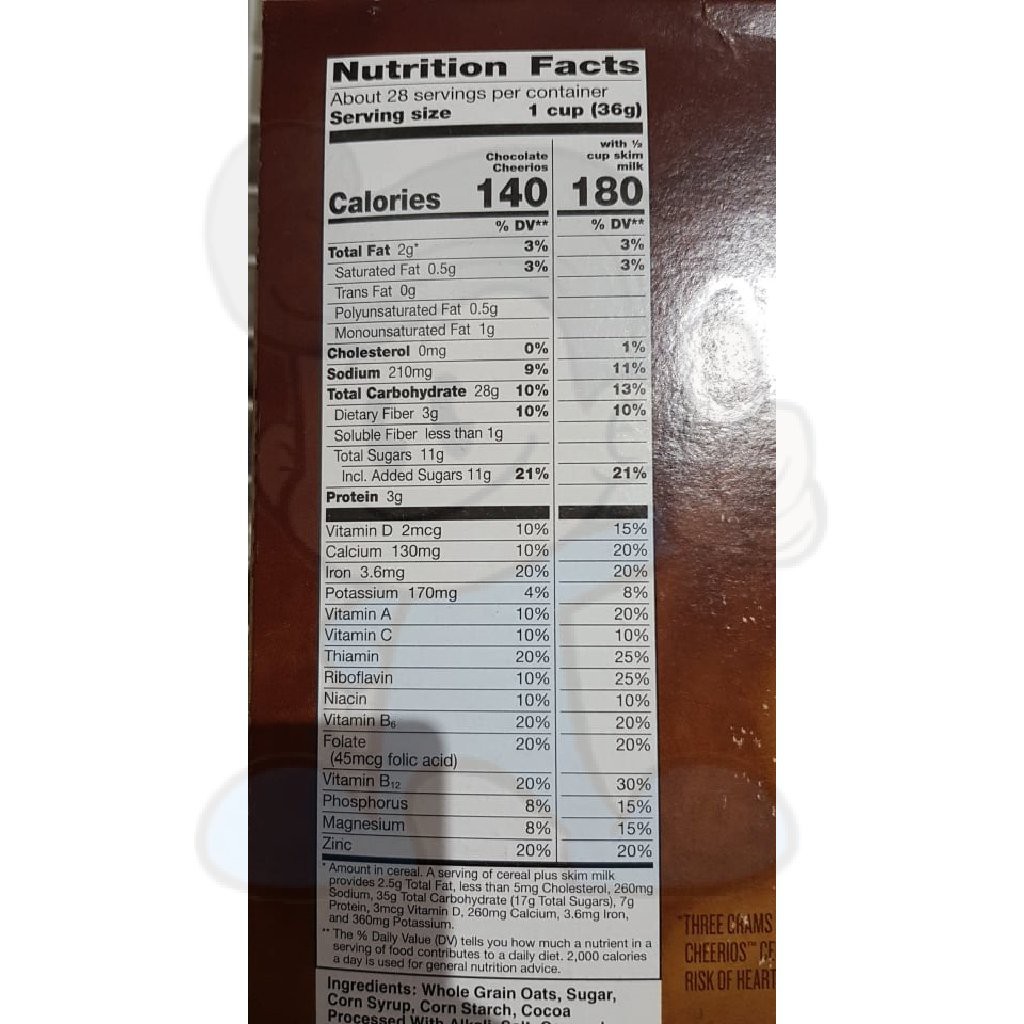 Nutrition Facts
About 28 servings per container
Serving size 1 cup (36g)
Chocolate Cheerios
with ½ cup skim milk
Calories 140 180
% DV** % DV**
Total Fat 2g* 3% 3%
Saturated Fat 0.5g 3% 3%
Trans Fat 0g
Polyunsaturated Fat 0.5g
Monounsaturated Fat 1g
Cholesterol 0mg 0% 1%
Sodium 210mg 9% 11%
Total Carbohydrate 28g 10% 13%
Dietary Fiber 3g 10% 10%
Soluble Fiber less than 1g
Total Sugars 11g
Incl. Added Sugars 11g 21% 21%
Protein 3g
Vitamin D 2mcg 10% 15%
Calcium 130mg 10% 20%
Iron 3.6mg 20% 20%
Potassium 170mg 4% 8%
Vitamin A 10% 20%
Vitamin C 10% 10%
Thiamin 20% 25%
Riboflavin 10% 25%
Niacin 10% 10%
Vitamin B6 20% 20%
Folate 20% 20%
(45mcg folic acid)
Vitamin B12 20% 30%
Phosphorus 8% 15%
Magnesium 8% 15%
Zinc 20% 20%
* Amount in cereal. A serving of cereal plus skim milk
provides 2.5g Total Fat, less than 5mg Cholesterol, 260mg
Sodium, 35g Total Carbohydrate (17g Total Sugars), 7g
Protein, 3mcg Vitamin D, 260mg Calcium, 3.6mg Iron,
and 360mg Potassium.
** The % Daily Value (DV) tells you how much a nutrient in a
serving of food contributes to a daily diet. 2,000 calories
a day is used for general nutrition advice.
Ingredients: Whole Grain Oats, Sugar,
Corn Syrup, Corn Starch, Cocoa
Processed With
*THREE GRAMS
CHEERIOS™
RISK OF HEART